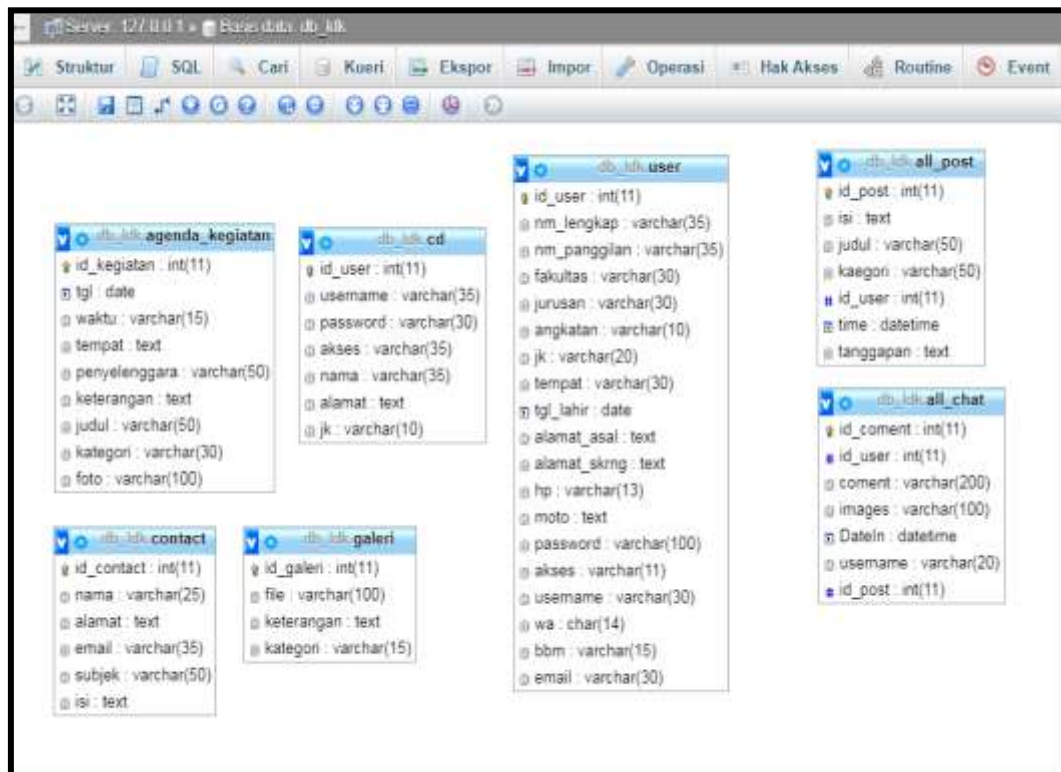 Server: 127.0.0.1 » Basis data: db_ldk
Struktur SQL Cari Kueri Ekspor Impor Operasi Hak Akses Routine Event
db_ldk agenda_kegiatan
id_kegiatan : int(11)
tgl : date
waktu : varchar(15)
tempat : text
penyelenggara : varchar(50)
keterangan : text
judul : varchar(50)
kategori : varchar(30)
foto : varchar(100)
db_ldk cd
id_user : int(11)
username : varchar(35)
password : varchar(30)
akses : varchar(35)
nama : varchar(35)
alamat : text
jk : varchar(10)
db_ldk user
id_user : int(11)
nm_lengkap : varchar(35)
nm_panggilan : varchar(35)
fakultas : varchar(30)
jurusan : varchar(30)
angkatan : varchar(10)
jk : varchar(20)
tempat : varchar(30)
tgl_lahir : date
alamat_asal : text
alamat_skrng : text
hp : varchar(13)
moto : text
password : varchar(100)
akses : varchar(11)
username : varchar(30)
wa : char(14)
bbm : varchar(15)
email : varchar(30)
db_ldk all_post
id_post : int(11)
isi : text
judul : varchar(50)
kaegori : varchar(50)
id_user : int(11)
time : datetime
tanggapan : text
db_ldk all_chat
id_coment : int(11)
id_user : int(11)
coment : varchar(200)
images : varchar(100)
DateIn : datetime
username : varchar(20)
id_post : int(11)
db_ldk contact
id_contact : int(11)
nama : varchar(25)
alamat : text
email : varchar(35)
subjek : varchar(50)
isi : text
db_ldk galeri
id_galeri : int(11)
file : varchar(100)
keterangan : text
kategori : varchar(15)